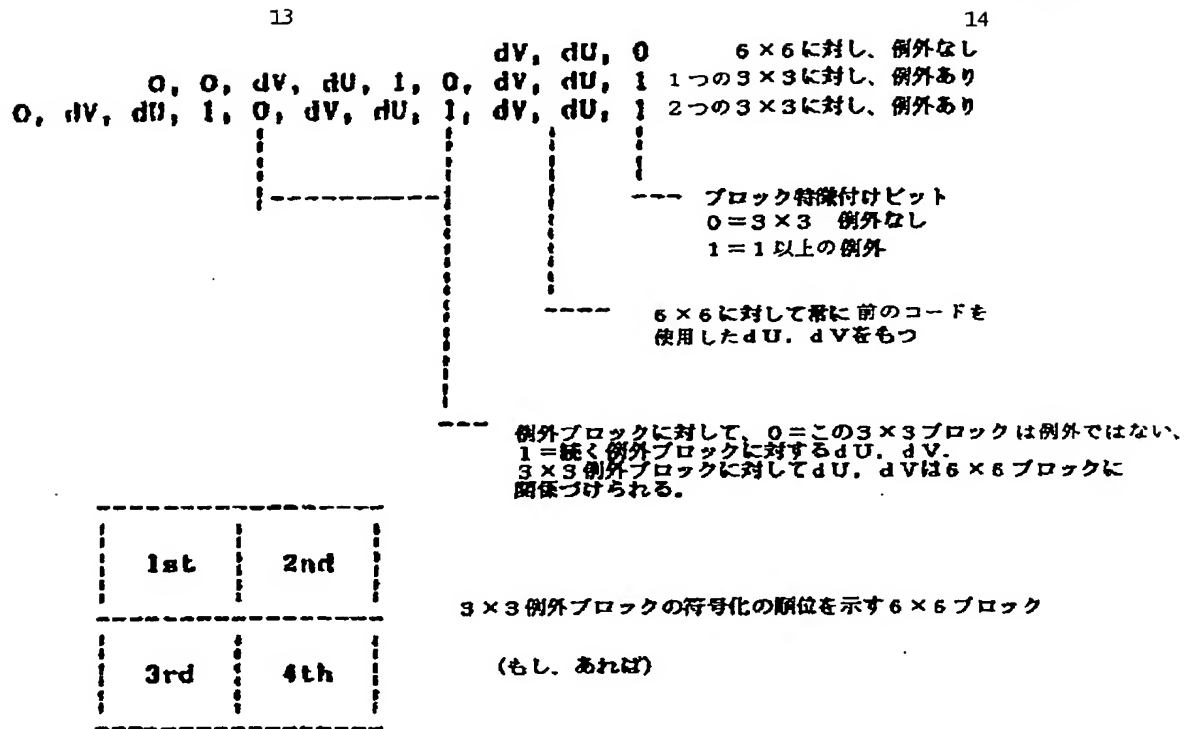 13
14
dV, dU, 0 6×6に対し、例外なし
0, 0, dV, dU, 1, 0, dV, dU, 1 1つの3×3に対し、例外あり
0, dV, dU, 1, 0, dV, dU, 1, dV, dU, 1 2つの3×3に対し、例外あり
ブロック特徴付けビット
0=3×3 例外なし
1=1以上の例外
6×6に対して常に前のコードを
使用したdU.dVをもつ
例外ブロックに対して、0=この3×3ブロックは例外ではない、
1=続く例外ブロックに対するdU.dV.
3×3例外ブロックに対してdU.dVは6×6ブロックに
関係づけられる。
1st 2nd
3×3例外ブロックの符号化の順位を示す6×6ブロック
3rd 4th
(もし、あれば)